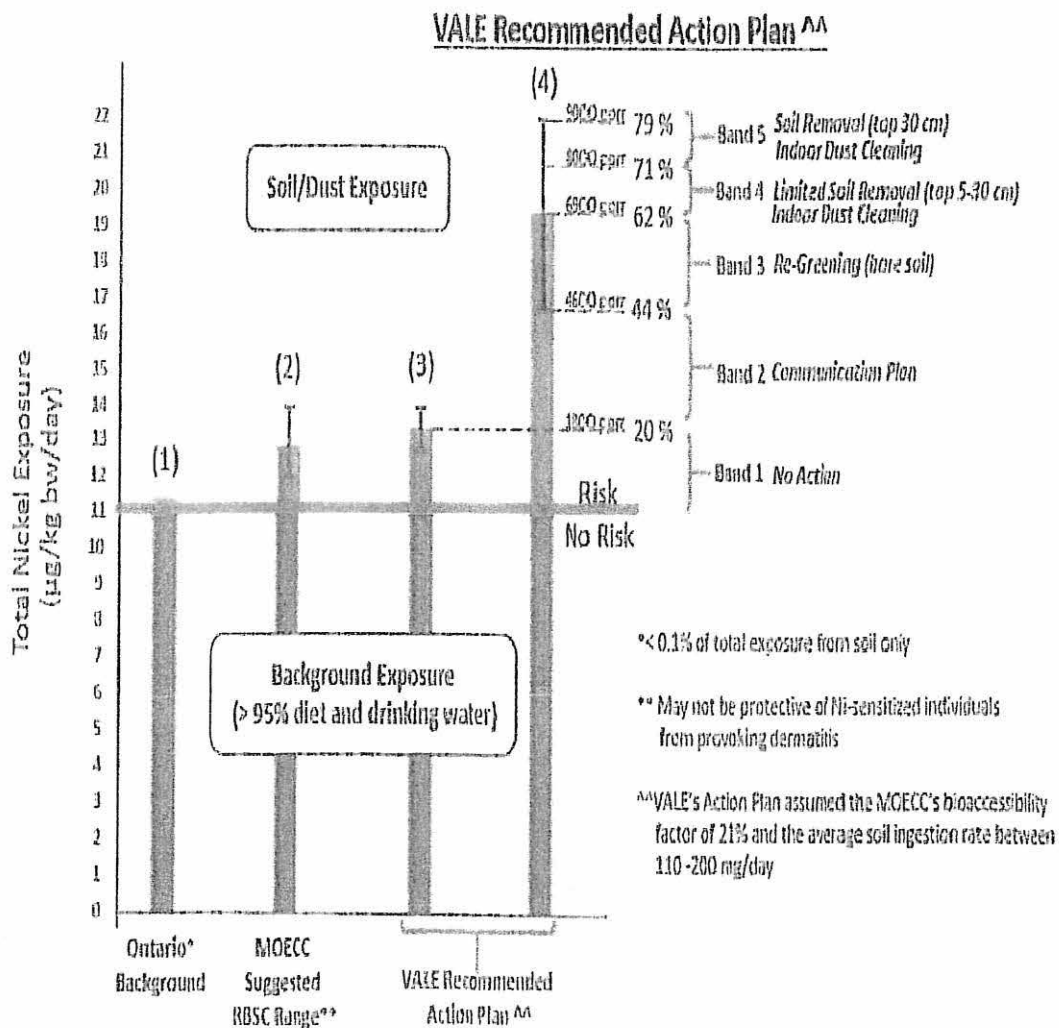 VALE Recommended Action Plan ^^
(4)
22
21
20
19
18
17
16
15
14
13
12
11
10
9
8
7
6
5
4
3
2
1
0
Total Nickel Exposure
(µg/kg bw/day)
Soil/Dust Exposure
(1)
(2)
(3)
79 %
71 %
62 %
44 %
20 %
Band 5 Soil Removal (top 30 cm)
Indoor Dust Cleaning
Band 4 Limited Soil Removal (top 5-30 cm)
Indoor Dust Cleaning
Band 3 Re-Greening (bare soil)
Band 2 Communication Plan
Band 1 No Action
Risk
No Risk
Background Exposure
(> 95% diet and drinking water)
*< 0.1% of total exposure from soil only
** May not be protective of Ni-sensitized individuals
from provoking dermatitis
^^VALE's Action Plan assumed the MOECC's bioaccessibility
factor of 21% and the average soil ingestion rate between
110 -200 mg/day
Ontario*
Background
MOECC
Suggested
RBSC Range**
VALE Recommended
Action Plan ^^